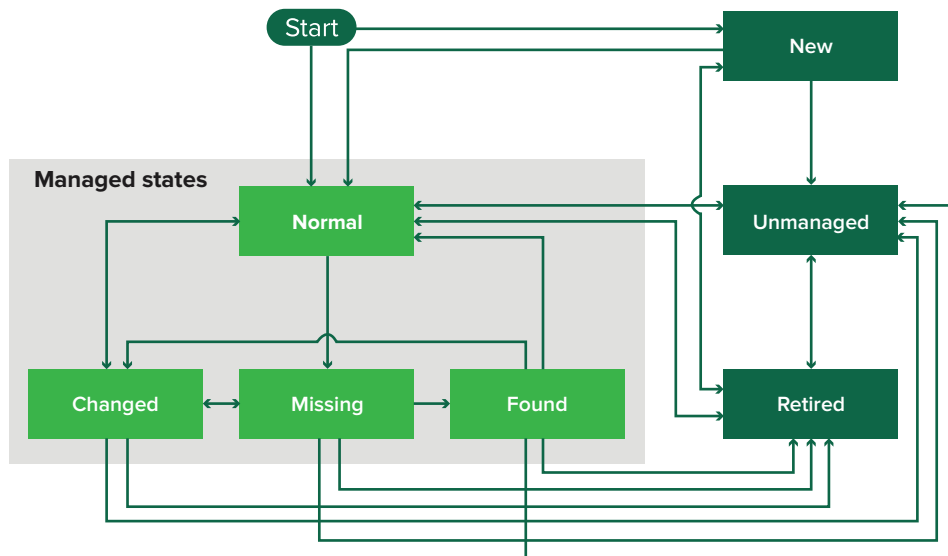 Start
New
Managed states
Normal
Unmanaged
Changed
Missing
Found
Retired